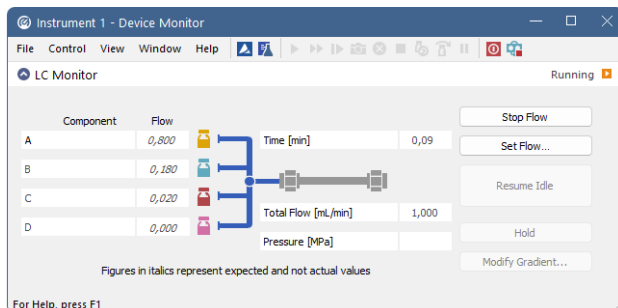 Instrument 1 - Device Monitor
File Control View Window Help
LC Monitor Running
Component Flow
A 0,800
B 0,180
C 0,020
D 0,000
Time [min] 0,09
Total Flow [mL/min] 1,000
Pressure [MPa]
Stop Flow
Set Flow...
Resume Idle
Hold
Modify Gradient...
Figures in italics represent expected and not actual values
For Help, press F1